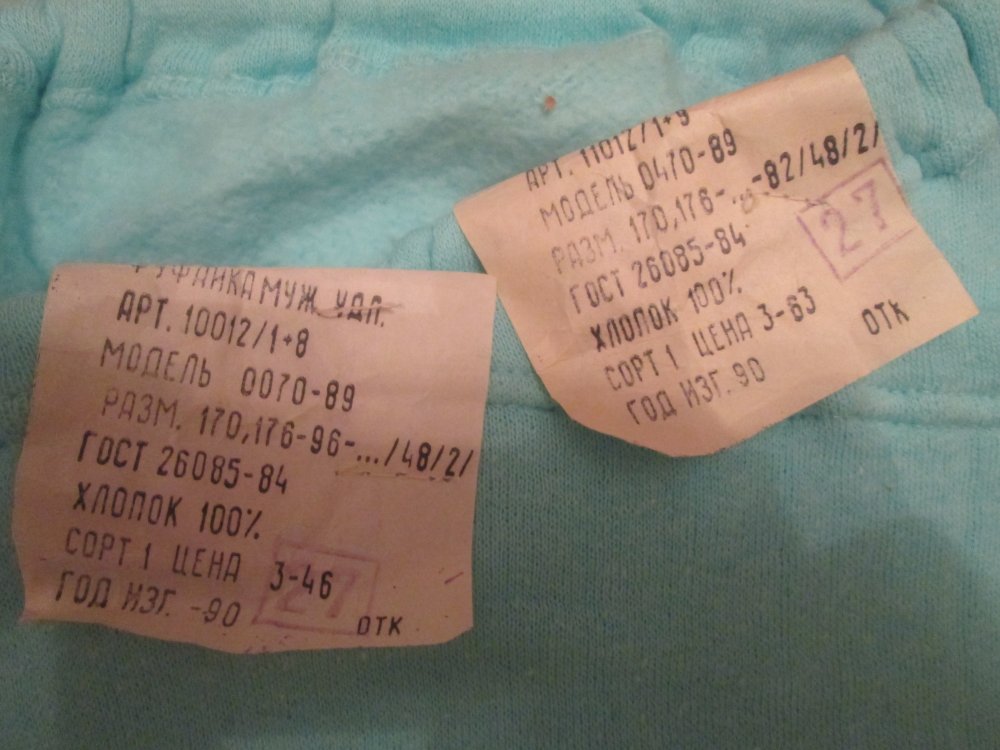 ФУФАЙКА МУЖ. УДЛ.
АРТ. 10012/1+8
МОДЕЛЬ 0070-89
РАЗМ. 170,176-96-.../48/2/
ГОСТ 26085-84
ХЛОПОК 100%
СОРТ 1 ЦЕНА 3-46
ГОД ИЗГ. -90
27
ОТК
АРТ. 11012/1+9
МОДЕЛЬ 0470-89
РАЗМ. 170,176-...-82/48/2/
27
ГОСТ 26085-84
ХЛОПОК 100%
СОРТ 1 ЦЕНА 3-63
ОТК
ГОД ИЗГ. 90